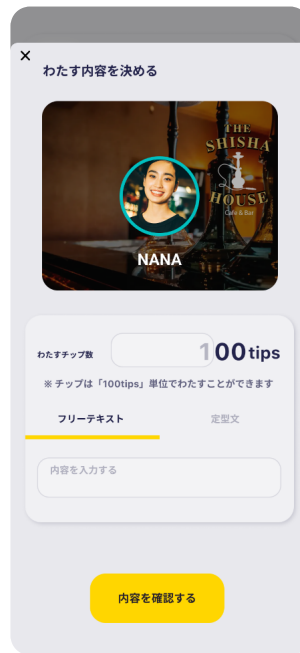 わたす内容を決める
THE
SHISHA
HOUSE
Cafe & Bar
NANA
わたすチップ数
100tips
※ チップは「100tips」単位でわたすことができます
フリーテキスト
定型文
内容を入力する
内容を確認する